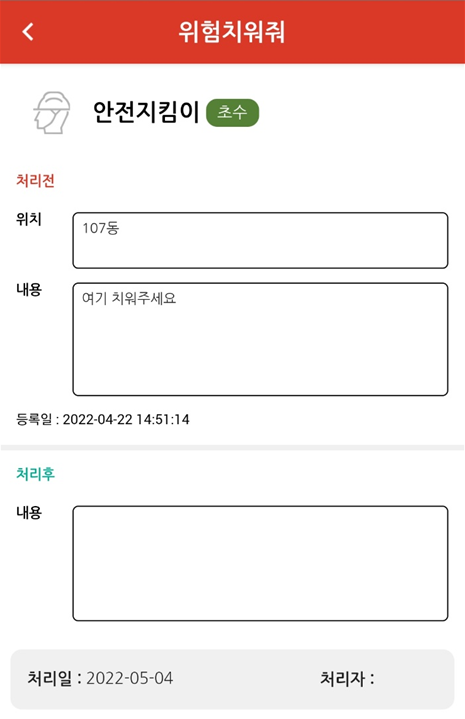 위험치워줘
안전지킴이 초수
처리전
위치
107동
내용
여기 치워주세요
등록일 : 2022-04-22 14:51:14
처리후
내용
처리일 : 2022-05-04 처리자 :